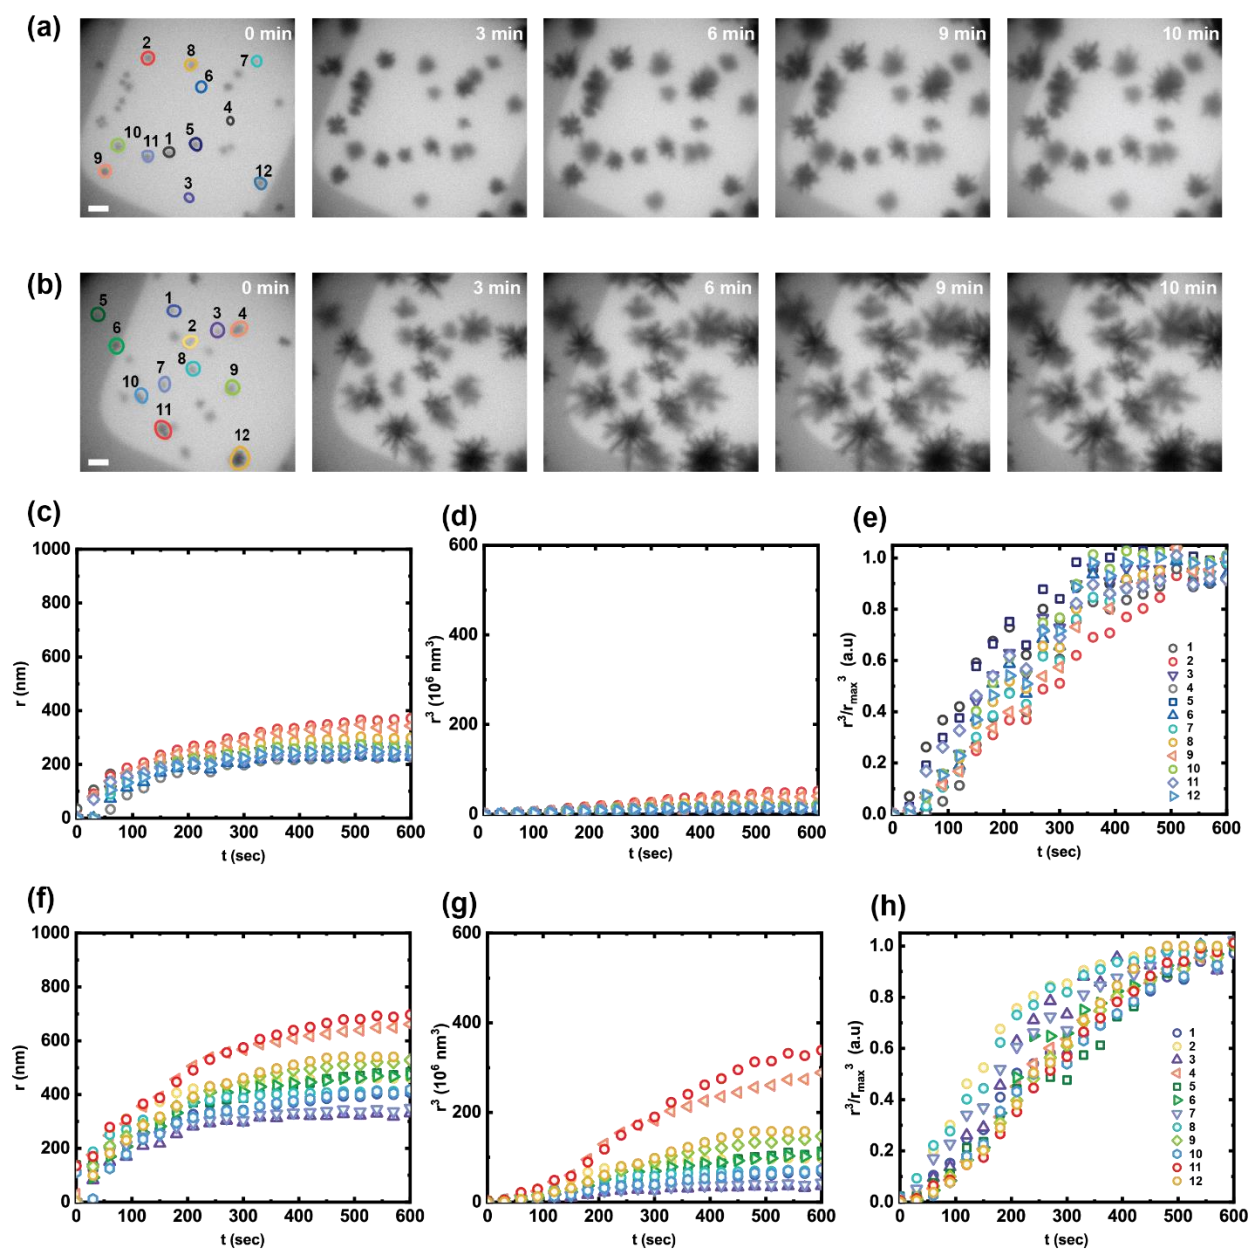 (a)
0 min
3 min
6 min
9 min
10 min
2
8
7
6
4
10
11
1
5
9
3
12
(b)
0 min
3 min
6 min
9 min
10 min
5
1
3
4
6
2
8
7
9
10
11
12
(c)
1000
800
600
400
200
0
r (nm)
0 100 200 300 400 500 600
t (sec)
(d)
600
400
200
0
r³ (10⁶ nm³)
0 100 200 300 400 500 600
t (sec)
(e)
1.0
0.8
0.6
0.4
0.2
0.0
r³/rmax³ (a.u)
1
2
3
4
5
6
7
8
9
10
11
12
0 100 200 300 400 500 600
t (sec)
(f)
1000
800
600
400
200
0
r (nm)
0 100 200 300 400 500 600
t (sec)
(g)
600
400
200
0
r³ (10⁶ nm³)
0 100 200 300 400 500 600
t (sec)
(h)
1.0
0.8
0.6
0.4
0.2
0.0
r³/rmax³ (a.u)
1
2
3
4
5
6
7
8
9
10
11
12
0 100 200 300 400 500 600
t (sec)